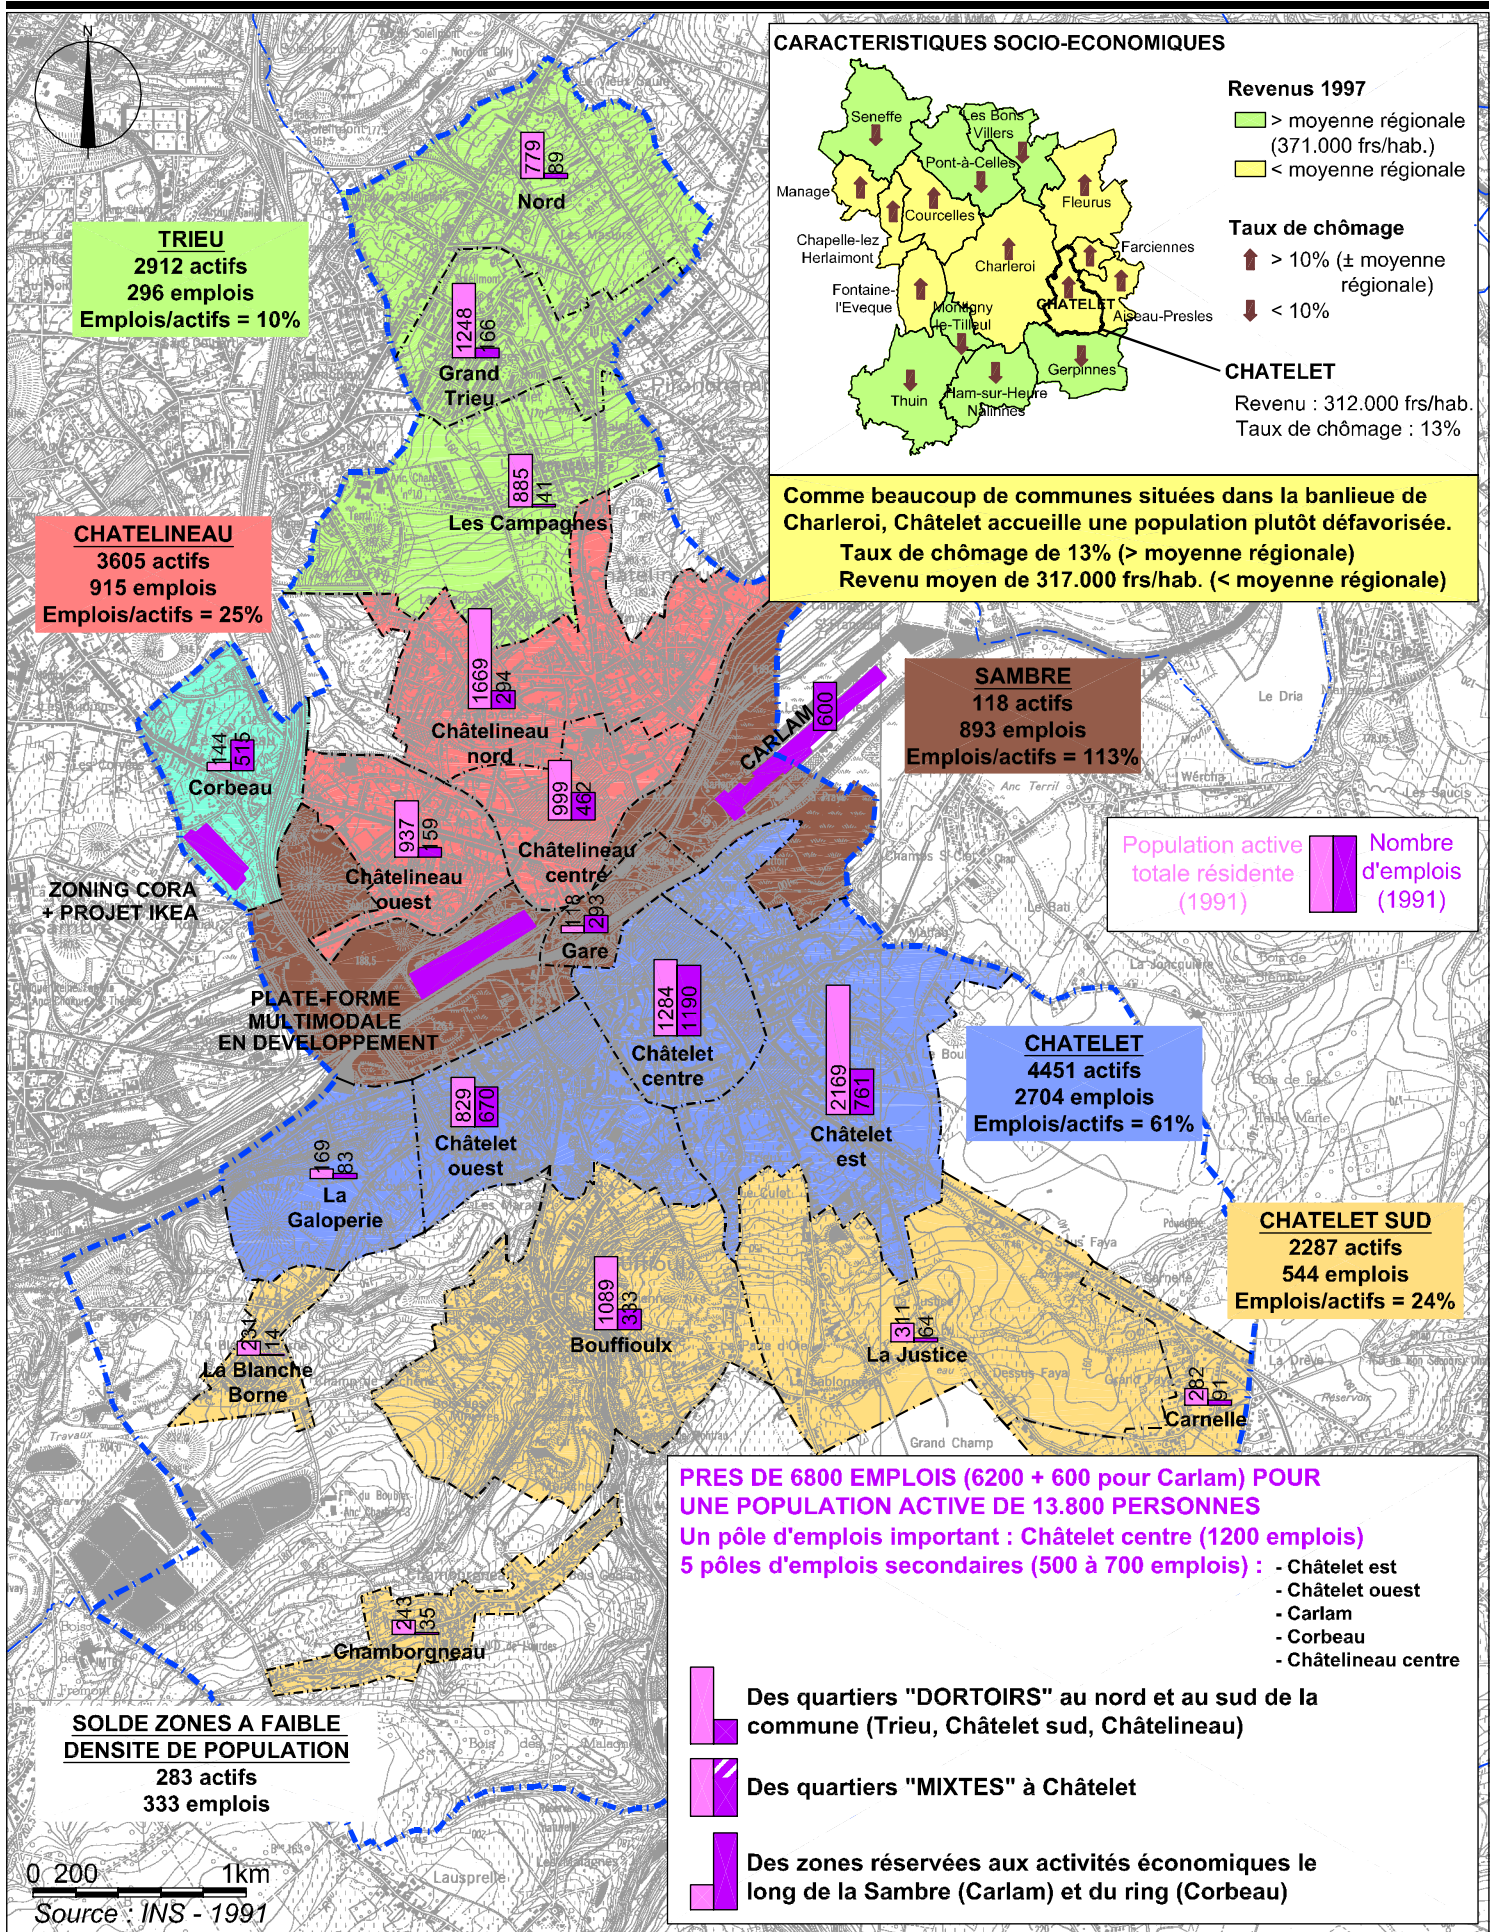 N
CARACTERISTIQUES SOCIO-ECONOMIQUES
Revenus 1997
> moyenne régionale
(371.000 frs/hab.)
< moyenne régionale
Taux de chômage
> 10% (± moyenne
régionale)
< 10%
CHATELET
Revenu : 312.000 frs/hab.
Taux de chômage : 13%
Seneffe
Les Bons
Villers
Pont-à-Celles
Manage
Courcelles
Fleurus
Chapelle-lez
Herlaimont
Charleroi
Farciennes
Fontaine-
l'Eveque
Montigny
-le-Tilleul
CHATELET
Aiseau-Presles
Gerpinnes
Thuin
Ham-sur-Heure
Nalinnes
Comme beaucoup de communes situées dans la banlieue de
Charleroi, Châtelet accueille une population plutôt défavorisée.
Taux de chômage de 13% (> moyenne régionale)
Revenu moyen de 317.000 frs/hab. (< moyenne régionale)
TRIEU
2912 actifs
296 emplois
Emplois/actifs = 10%
779
89
Nord
1248
166
Grand
Trieu
885
41
Les Campagnes
CHATELINEAU
3605 actifs
915 emplois
Emplois/actifs = 25%
1669
294
Châtelineau
nord
SAMBRE
118 actifs
893 emplois
Emplois/actifs = 113%
600
CARLAM
144
515
Corbeau
999
462
Châtelineau
centre
937
159
Châtelineau
ouest
ZONING CORA
+ PROJET IKEA
Population active
totale résidente
(1991)
Nombre
d'emplois
(1991)
118
293
Gare
PLATE-FORME
MULTIMODALE
EN DEVELOPPEMENT
1284
1190
Châtelet
centre
2169
761
Châtelet
est
CHATELET
4451 actifs
2704 emplois
Emplois/actifs = 61%
829
670
Châtelet
ouest
169
83
La
Galoperie
CHATELET SUD
2287 actifs
544 emplois
Emplois/actifs = 24%
1089
333
Bouffioulx
311
64
La Justice
231
14
La Blanche
Borne
282
91
Carnelle
243
35
Chamborgneau
Grand Champ
Dessus Faya
Lausprelle
Le Dria
PRES DE 6800 EMPLOIS (6200 + 600 pour Carlam) POUR
UNE POPULATION ACTIVE DE 13.800 PERSONNES
Un pôle d'emplois important : Châtelet centre (1200 emplois)
5 pôles d'emplois secondaires (500 à 700 emplois) :
- Châtelet est
- Châtelet ouest
- Carlam
- Corbeau
- Châtelineau centre
Des quartiers "DORTOIRS" au nord et au sud de la
commune (Trieu, Châtelet sud, Châtelineau)
Des quartiers "MIXTES" à Châtelet
Des zones réservées aux activités économiques le
long de la Sambre (Carlam) et du ring (Corbeau)
SOLDE ZONES A FAIBLE
DENSITE DE POPULATION
283 actifs
333 emplois
0 200 1km
Source : INS - 1991